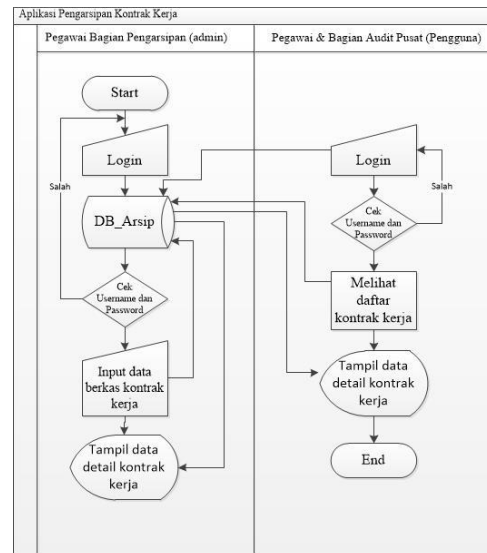 Aplikasi Pengarsipan Kontrak Kerja
Pegawai Bagian Pengarsipan (admin)
Pegawai & Bagian Audit Pusat (Pengguna)
Start
Login
Salah
DB_Arsip
Cek
Username dan
Password
Input data
berkas kontrak
kerja
Tampil data
detail kontrak
kerja
Login
Salah
Cek
Username dan
Password
Melihat
daftar
kontrak kerja
Tampil data
detail kontrak
kerja
End